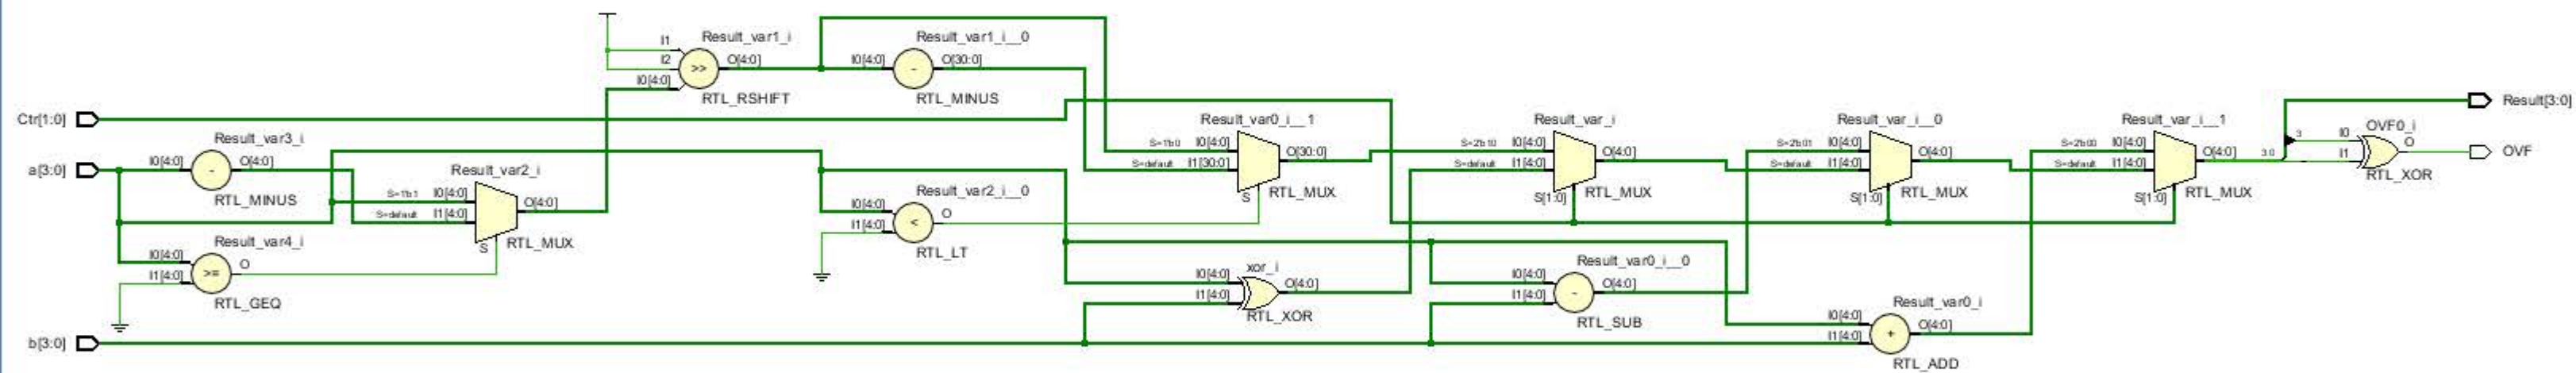 Ctr[1:0]
a[3:0]
b[3:0]
Result_var3_i
I0[4:0]
-
O[4:0]
RTL_MINUS
Result_var4_i
I0[4:0]
I1[4:0]
>=
O
RTL_GEQ
Result_var2_i
S=1'b1
I0[4:0]
S=default
I1[4:0]
O[4:0]
S
RTL_MUX
Result_var1_i
I1
I2
I0[4:0]
>>
O[4:0]
RTL_RSHIFT
Result_var1_i__0
I0[4:0]
-
O[30:0]
RTL_MINUS
Result_var2_i__0
I0[4:0]
I1[4:0]
<
O
RTL_LT
Result_var0_i__1
S=1'b0
I0[4:0]
S=default
I1[30:0]
O[30:0]
S
RTL_MUX
xor_i
I0[4:0]
I1[4:0]
O[4:0]
RTL_XOR
Result_var_i
S=2'b10
I0[4:0]
S=default
I1[4:0]
O[4:0]
S[1:0]
RTL_MUX
Result_var0_i__0
I0[4:0]
I1[4:0]
-
O[4:0]
RTL_SUB
Result_var_i__0
S=2'b01
I0[4:0]
S=default
I1[4:0]
O[4:0]
S[1:0]
RTL_MUX
Result_var0_i
I0[4:0]
I1[4:0]
+
O[4:0]
RTL_ADD
Result_var_i__1
S=2'b00
I0[4:0]
S=default
I1[4:0]
O[4:0]
S[1:0]
RTL_MUX
3:0
3
OVF0_i
I0
I1
O
RTL_XOR
Result[3:0]
OVF